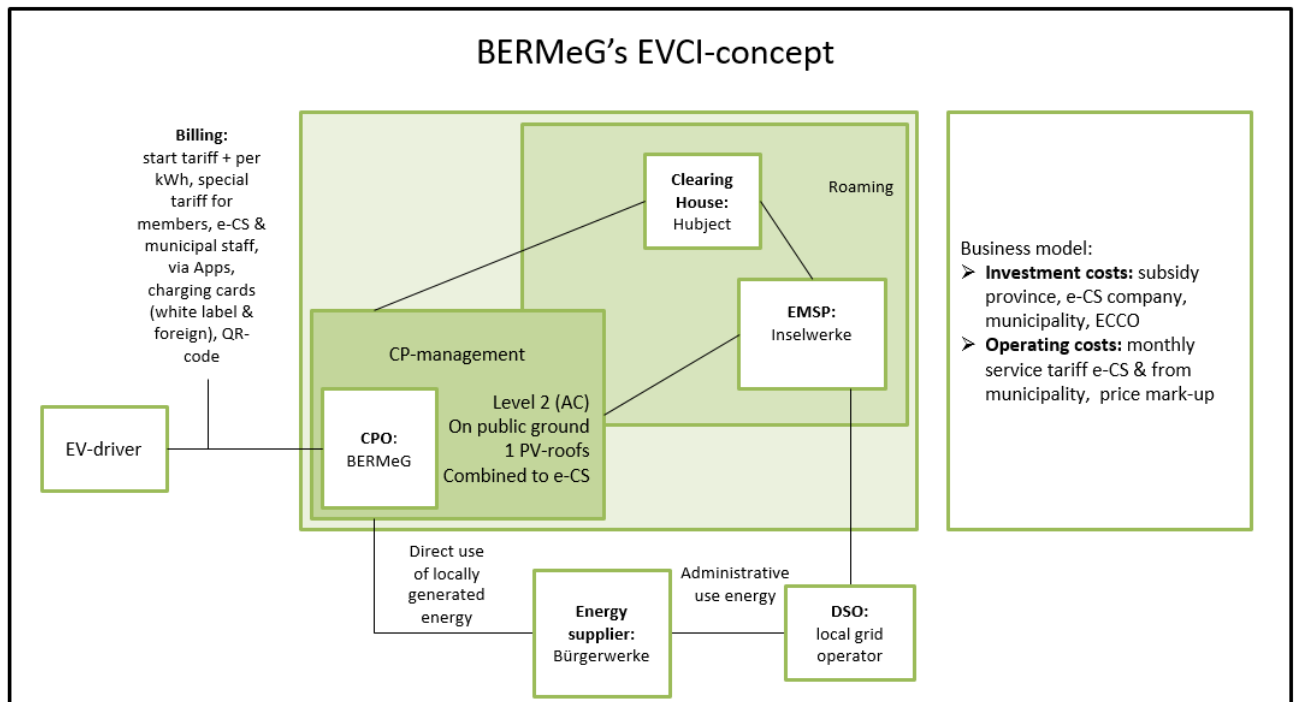 BERMeG’s EVCI-concept
Billing:
start tariff + per
kWh, special
tariff for
members, e-CS &
municipal staff,
via Apps,
charging cards
(white label &
foreign), QR-
code
EV-driver
Clearing
House:
Hubject
Roaming
EMSP:
Inselwerke
CP-management
Level 2 (AC)
On public ground
1 PV-roofs
Combined to e-CS
CPO:
BERMeG
Direct use
of locally
generated
energy
Energy
supplier:
Bürgerwerke
Administrative
use energy
DSO:
local grid
operator
Business model:
➢ Investment costs: subsidy
province, e-CS company,
municipality, ECCO
➢ Operating costs: monthly
service tariff e-CS & from
municipality, price mark-up